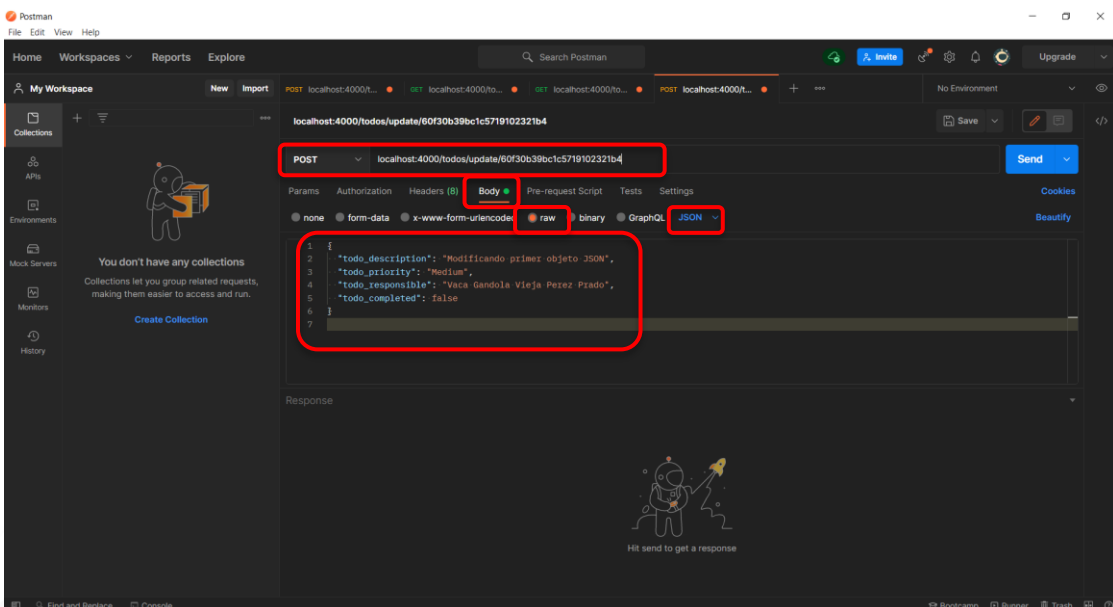 Postman
File Edit View Help
Home Workspaces Reports Explore Search Postman Invite Upgrade
My Workspace New Import POST localhost:4000/t... GET localhost:4000/to... GET localhost:4000/to... POST localhost:4000/t... No Environment
Collections
APIs
Environments
Mock Servers
Monitors
History
You don't have any collections
Collections let you group related requests,
making them easier to access and run.
Create Collection
localhost:4000/todos/update/60f30b39bc1c5719102321b4 Save
POST localhost:4000/todos/update/60f30b39bc1c5719102321b4 Send
Params Authorization Headers (8) Body Pre-request Script Tests Settings Cookies
none form-data x-www-form-urlencoded raw binary GraphQL JSON Beautify
1 {
2 "todo_description": "Modificando primer objeto JSON",
3 "todo_priority": "Medium",
4 "todo_responsible": "Vaca Gandola Vieja Perez Prado",
5 "todo_completed": false
6 }
7
Response
Hit send to get a response
Find and Replace Console Bootcamp Runner Trash